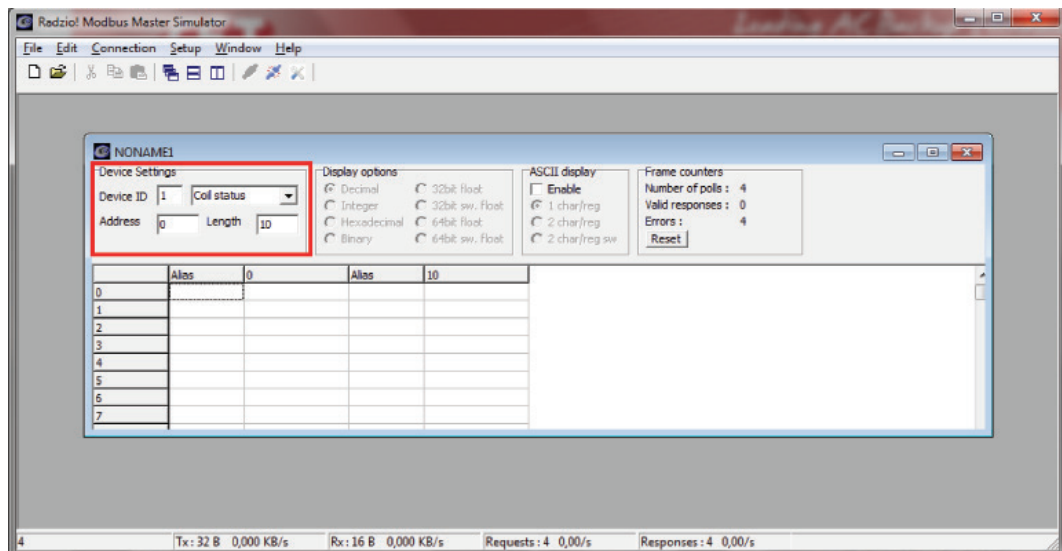 Radzio! Modbus Master Simulator
File Edit Connection Setup Window Help
NONAME1
Device Settings
Device ID 1 Coil status
Address 0 Length 10
Display options
Decimal 32bit float
Integer 32bit sw. float
Hexadecimal 64bit float
Binary 64bit sw. float
ASCII display
Enable
1 char/reg
2 char/reg
2 char/reg sw
Frame counters
Number of polls : 4
Valid responses : 0
Errors : 4
Reset
Alias 0 Alias 10
0
1
2
3
4
5
6
7
4 Tx : 32 B 0,000 KB/s Rx : 16 B 0,000 KB/s Requests : 4 0,00/s Responses : 4 0,00/s